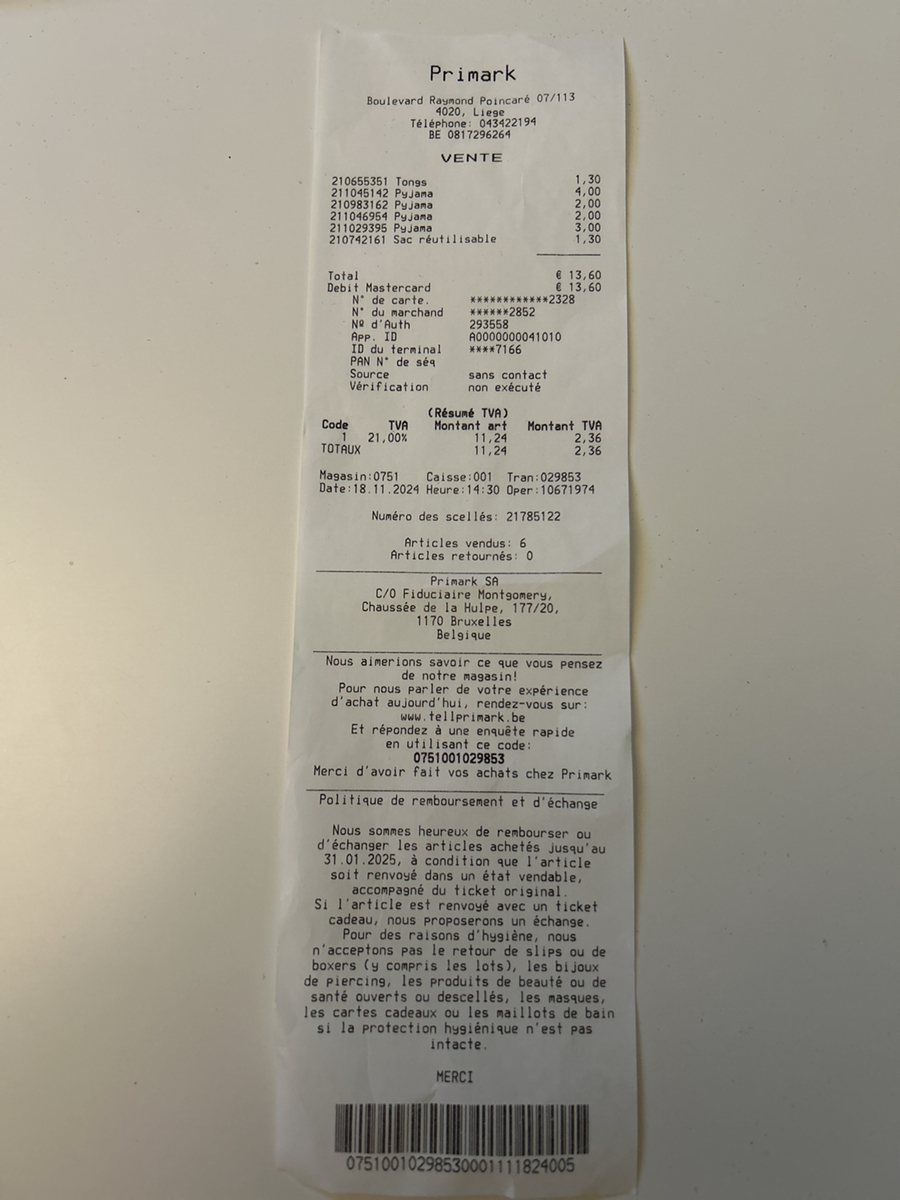 Primark
Boulevard Raymond Poincaré 07/113
4020, Liege
Téléphone: 043422194
BE 0817296264
VENTE
210655351 Tongs 1,30
211045142 Pyjama 4,00
210983162 Pyjama 2,00
211046954 Pyjama 2,00
211029395 Pyjama 3,00
210742161 Sac réutilisable 1,30
Total € 13,60
Debit Mastercard € 13,60
N° de carte. ************2328
N° du marchand ******2852
Nº d'Auth 293558
App. ID A0000000041010
ID du terminal ****7166
PAN N° de séq
Source sans contact
Vérification non exécuté
(Résumé TVA)
Code TVA Montant art Montant TVA
1 21,00% 11,24 2,36
TOTAUX 11,24 2,36
Magasin:0751 Caisse:001 Tran:029853
Date:18.11.2024 Heure:14:30 Oper:10671974
Numéro des scellés: 21785122
Articles vendus: 6
Articles retournés: 0
Primark SA
C/O Fiduciaire Montgomery,
Chaussée de la Hulpe, 177/20,
1170 Bruxelles
Belgique
Nous aimerions savoir ce que vous pensez
de notre magasin!
Pour nous parler de votre expérience
d'achat aujourd'hui, rendez-vous sur:
www.tellprimark.be
Et répondez à une enquête rapide
en utilisant ce code:
0751001029853
Merci d'avoir fait vos achats chez Primark
Politique de remboursement et d'échange
Nous sommes heureux de rembourser ou
d'échanger les articles achetés jusqu'au
31.01.2025, à condition que l'article
soit renvoyé dans un état vendable,
accompagné du ticket original.
Si l'article est renvoyé avec un ticket
cadeau, nous proposerons un échange.
Pour des raisons d'hygiène, nous
n'acceptons pas le retour de slips ou de
boxers (y compris les lots), les bijoux
de piercing, les produits de beauté ou de
santé ouverts ou descellés, les masques,
les cartes cadeaux ou les maillots de bain
si la protection hygiénique n'est pas
intacte.
MERCI
07510010298530001111824005